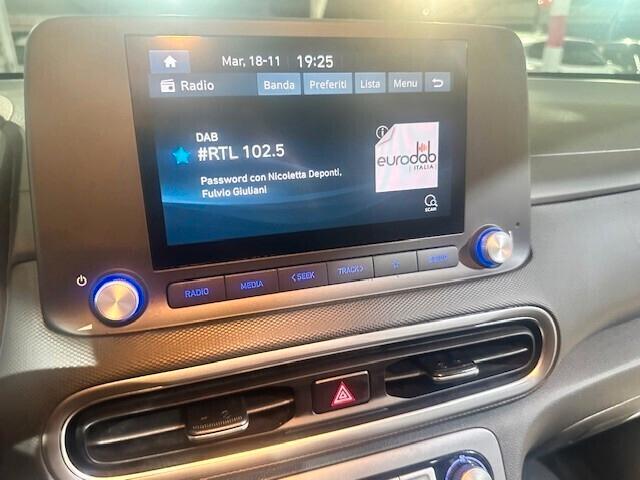 Mar, 18-11 19:25
Radio Banda Preferiti Lista Menu
DAB
#RTL 102.5
Password con Nicoletta Deponti,
Fulvio Giuliani
eurodab
ITALIA
SCAN
RADIO MEDIA <SEEK TRACK>